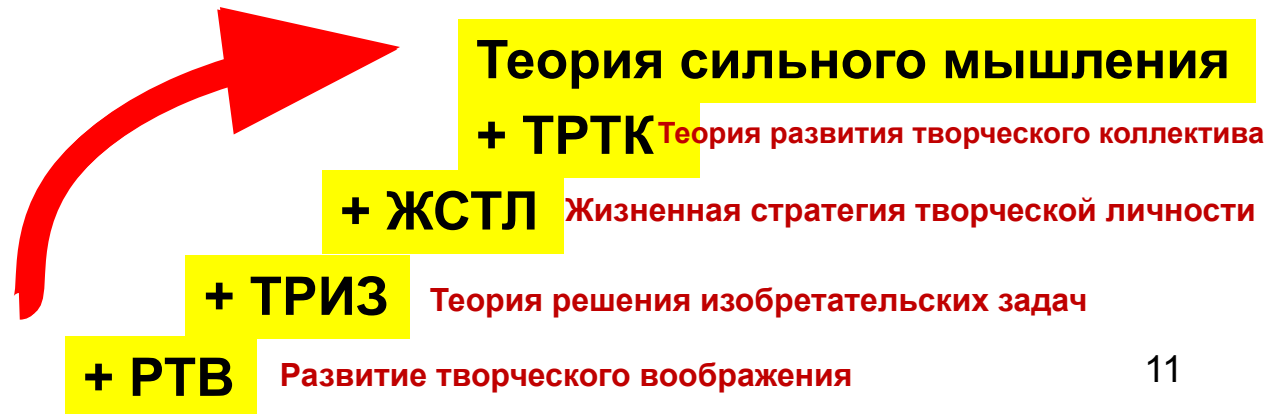 Теория сильного мышления
+ ТРТК Теория развития творческого коллектива
+ ЖСТЛ Жизненная стратегия творческой личности
+ ТРИЗ Теория решения изобретательских задач
+ РТВ Развитие творческого воображения
11